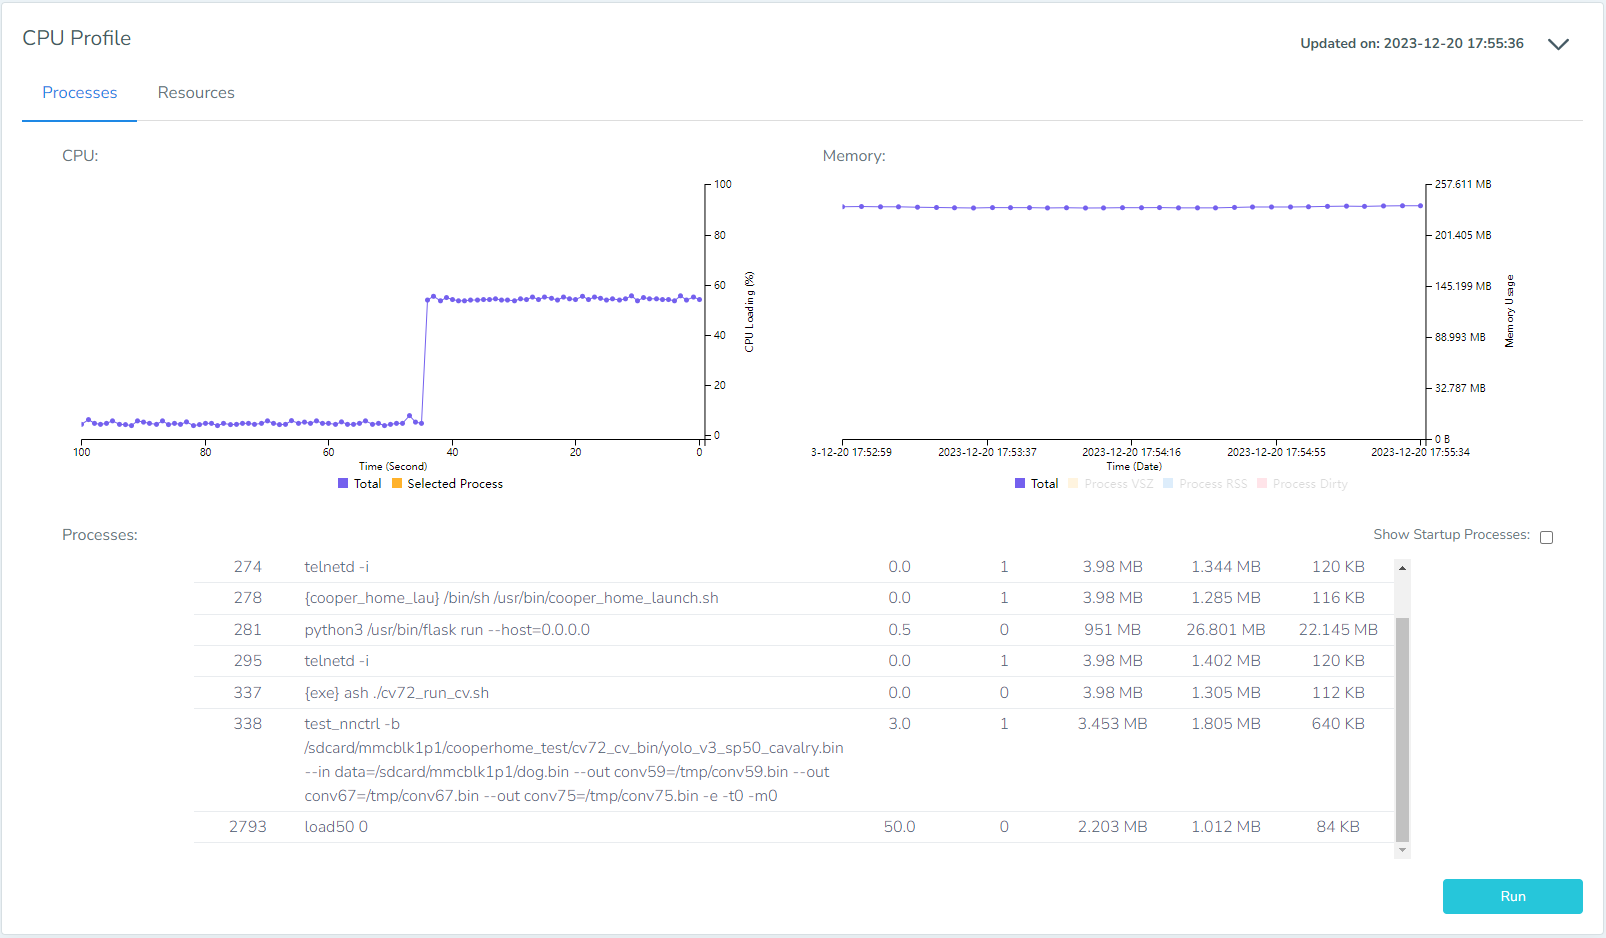 CPU Profile
Updated on: 2023-12-20 17:55:36
Processes
Resources
CPU:
100
80
60
40
20
0
CPU Loading (%)
100
80
60
40
20
0
Time (Second)
Total
Selected Process
Memory:
257.611 MB
201.405 MB
145.199 MB
88.993 MB
32.787 MB
0 B
Memory Usage
3-12-20 17:52:59
2023-12-20 17:53:37
2023-12-20 17:54:16
2023-12-20 17:54:55
2023-12-20 17:55:34
Time (Date)
Total
Process VSZ
Process RSS
Process Dirty
Processes:
Show Startup Processes:
274 telnetd -i 0.0 1 3.98 MB 1.344 MB 120 KB
278 {cooper_home_lau} /bin/sh /usr/bin/cooper_home_launch.sh 0.0 1 3.98 MB 1.285 MB 116 KB
281 python3 /usr/bin/flask run --host=0.0.0.0 0.5 0 951 MB 26.801 MB 22.145 MB
295 telnetd -i 0.0 1 3.98 MB 1.402 MB 120 KB
337 {exe} ash ./cv72_run_cv.sh 0.0 0 3.98 MB 1.305 MB 112 KB
338 test_nnctrl -b 3.0 1 3.453 MB 1.805 MB 640 KB
/sdcard/mmcblk1p1/cooperhome_test/cv72_cv_bin/yolo_v3_sp50_cavalry.bin
--in data=/sdcard/mmcblk1p1/dog.bin --out conv59=/tmp/conv59.bin --out
conv67=/tmp/conv67.bin --out conv75=/tmp/conv75.bin -e -t0 -m0
2793 load50 0 50.0 0 2.203 MB 1.012 MB 84 KB
Run